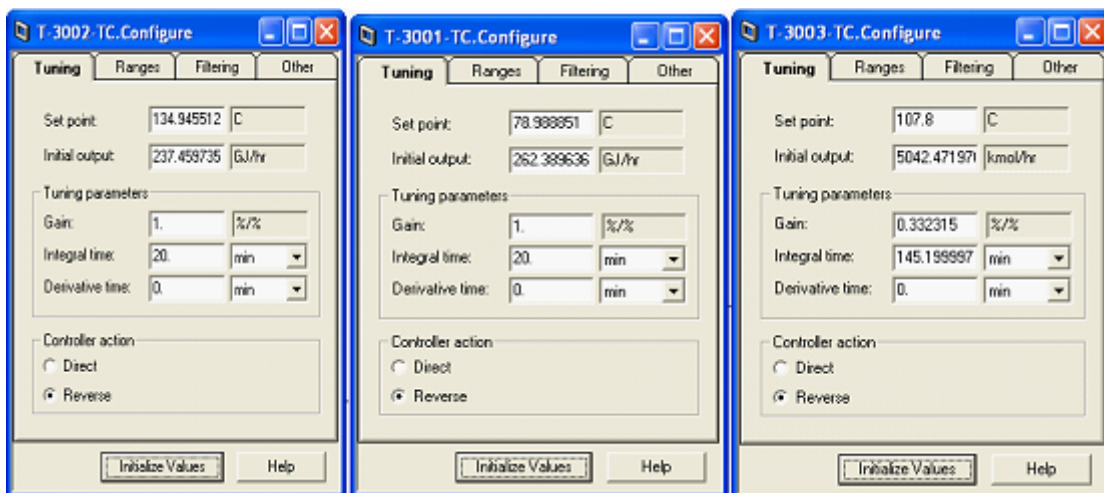 T-3002-TC.Configure
Tuning Ranges Filtering Other
Set point: 134.945512 C
Initial output: 237.459735 GJ/hr
Tuning parameters
Gain: 1. %/%
Integral time: 20. min
Derivative time: 0. min
Controller action
Direct
Reverse
Initialize Values Help
T-3001-TC.Configure
Tuning Ranges Filtering Other
Set point: 78.988851 C
Initial output: 262.389636 GJ/hr
Tuning parameters
Gain: 1. %/%
Integral time: 20. min
Derivative time: 0. min
Controller action
Direct
Reverse
Initialize Values Help
T-3003-TC.Configure
Tuning Ranges Filtering Other
Set point: 107.8 C
Initial output: 5042.47197 kmol/hr
Tuning parameters
Gain: 0.332315 %/%
Integral time: 145.199997 min
Derivative time: 0. min
Controller action
Direct
Reverse
Initialize Values Help